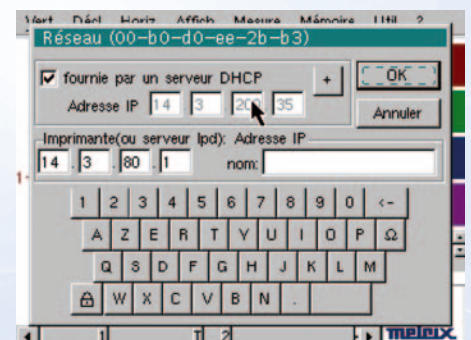 Vert Décl Horiz Affich Mesure Mémoire Util ?
Réseau (00-b0-d0-ee-2b-b3)
fournie par un serveur DHCP
+
OK
Adresse IP 14 3 200 35
Annuler
Imprimante(ou serveur lpd): Adresse IP
14 . 3 . 80 . 1 nom:
1-
1 2 3 4 5 6 7 8 9 0 <-
A Z E R T Y U I O P Ω
Q S D F G H J K L M
W X C V B N .
1 T 2 metrix